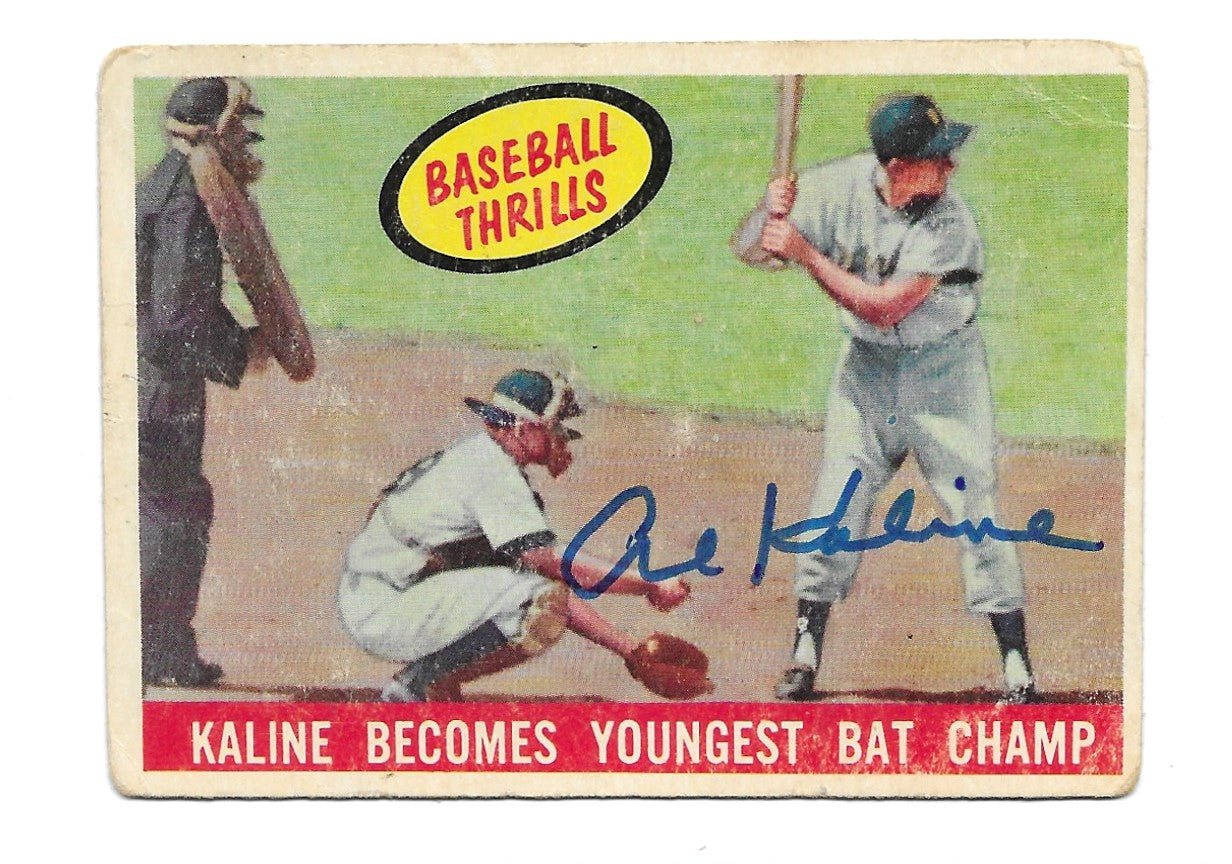 BASEBALL
THRILLS
Al Kaline
KALINE BECOMES YOUNGEST BAT CHAMP